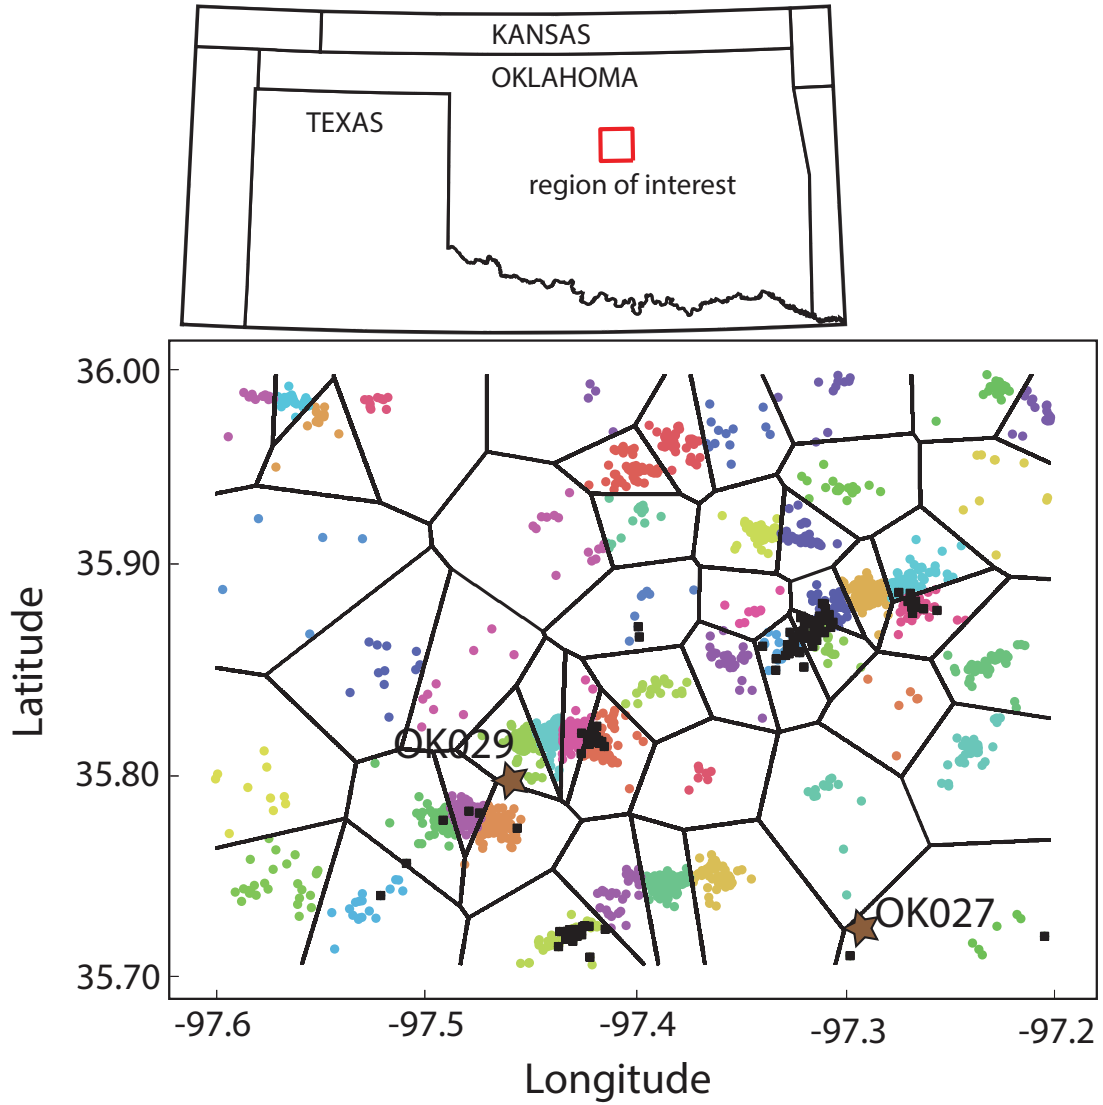 KANSAS
OKLAHOMA
TEXAS
region of interest
36.00
35.90
35.80
35.70
Latitude
OK029
OK027
-97.6
-97.5
-97.4
-97.3
-97.2
Longitude